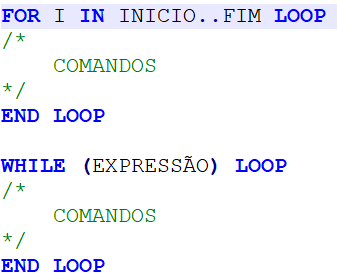 FOR I IN INICIO..FIM LOOP
/*
    COMANDOS
*/
END LOOP

WHILE (EXPRESSÃO) LOOP
/*
    COMANDOS
*/
END LOOP